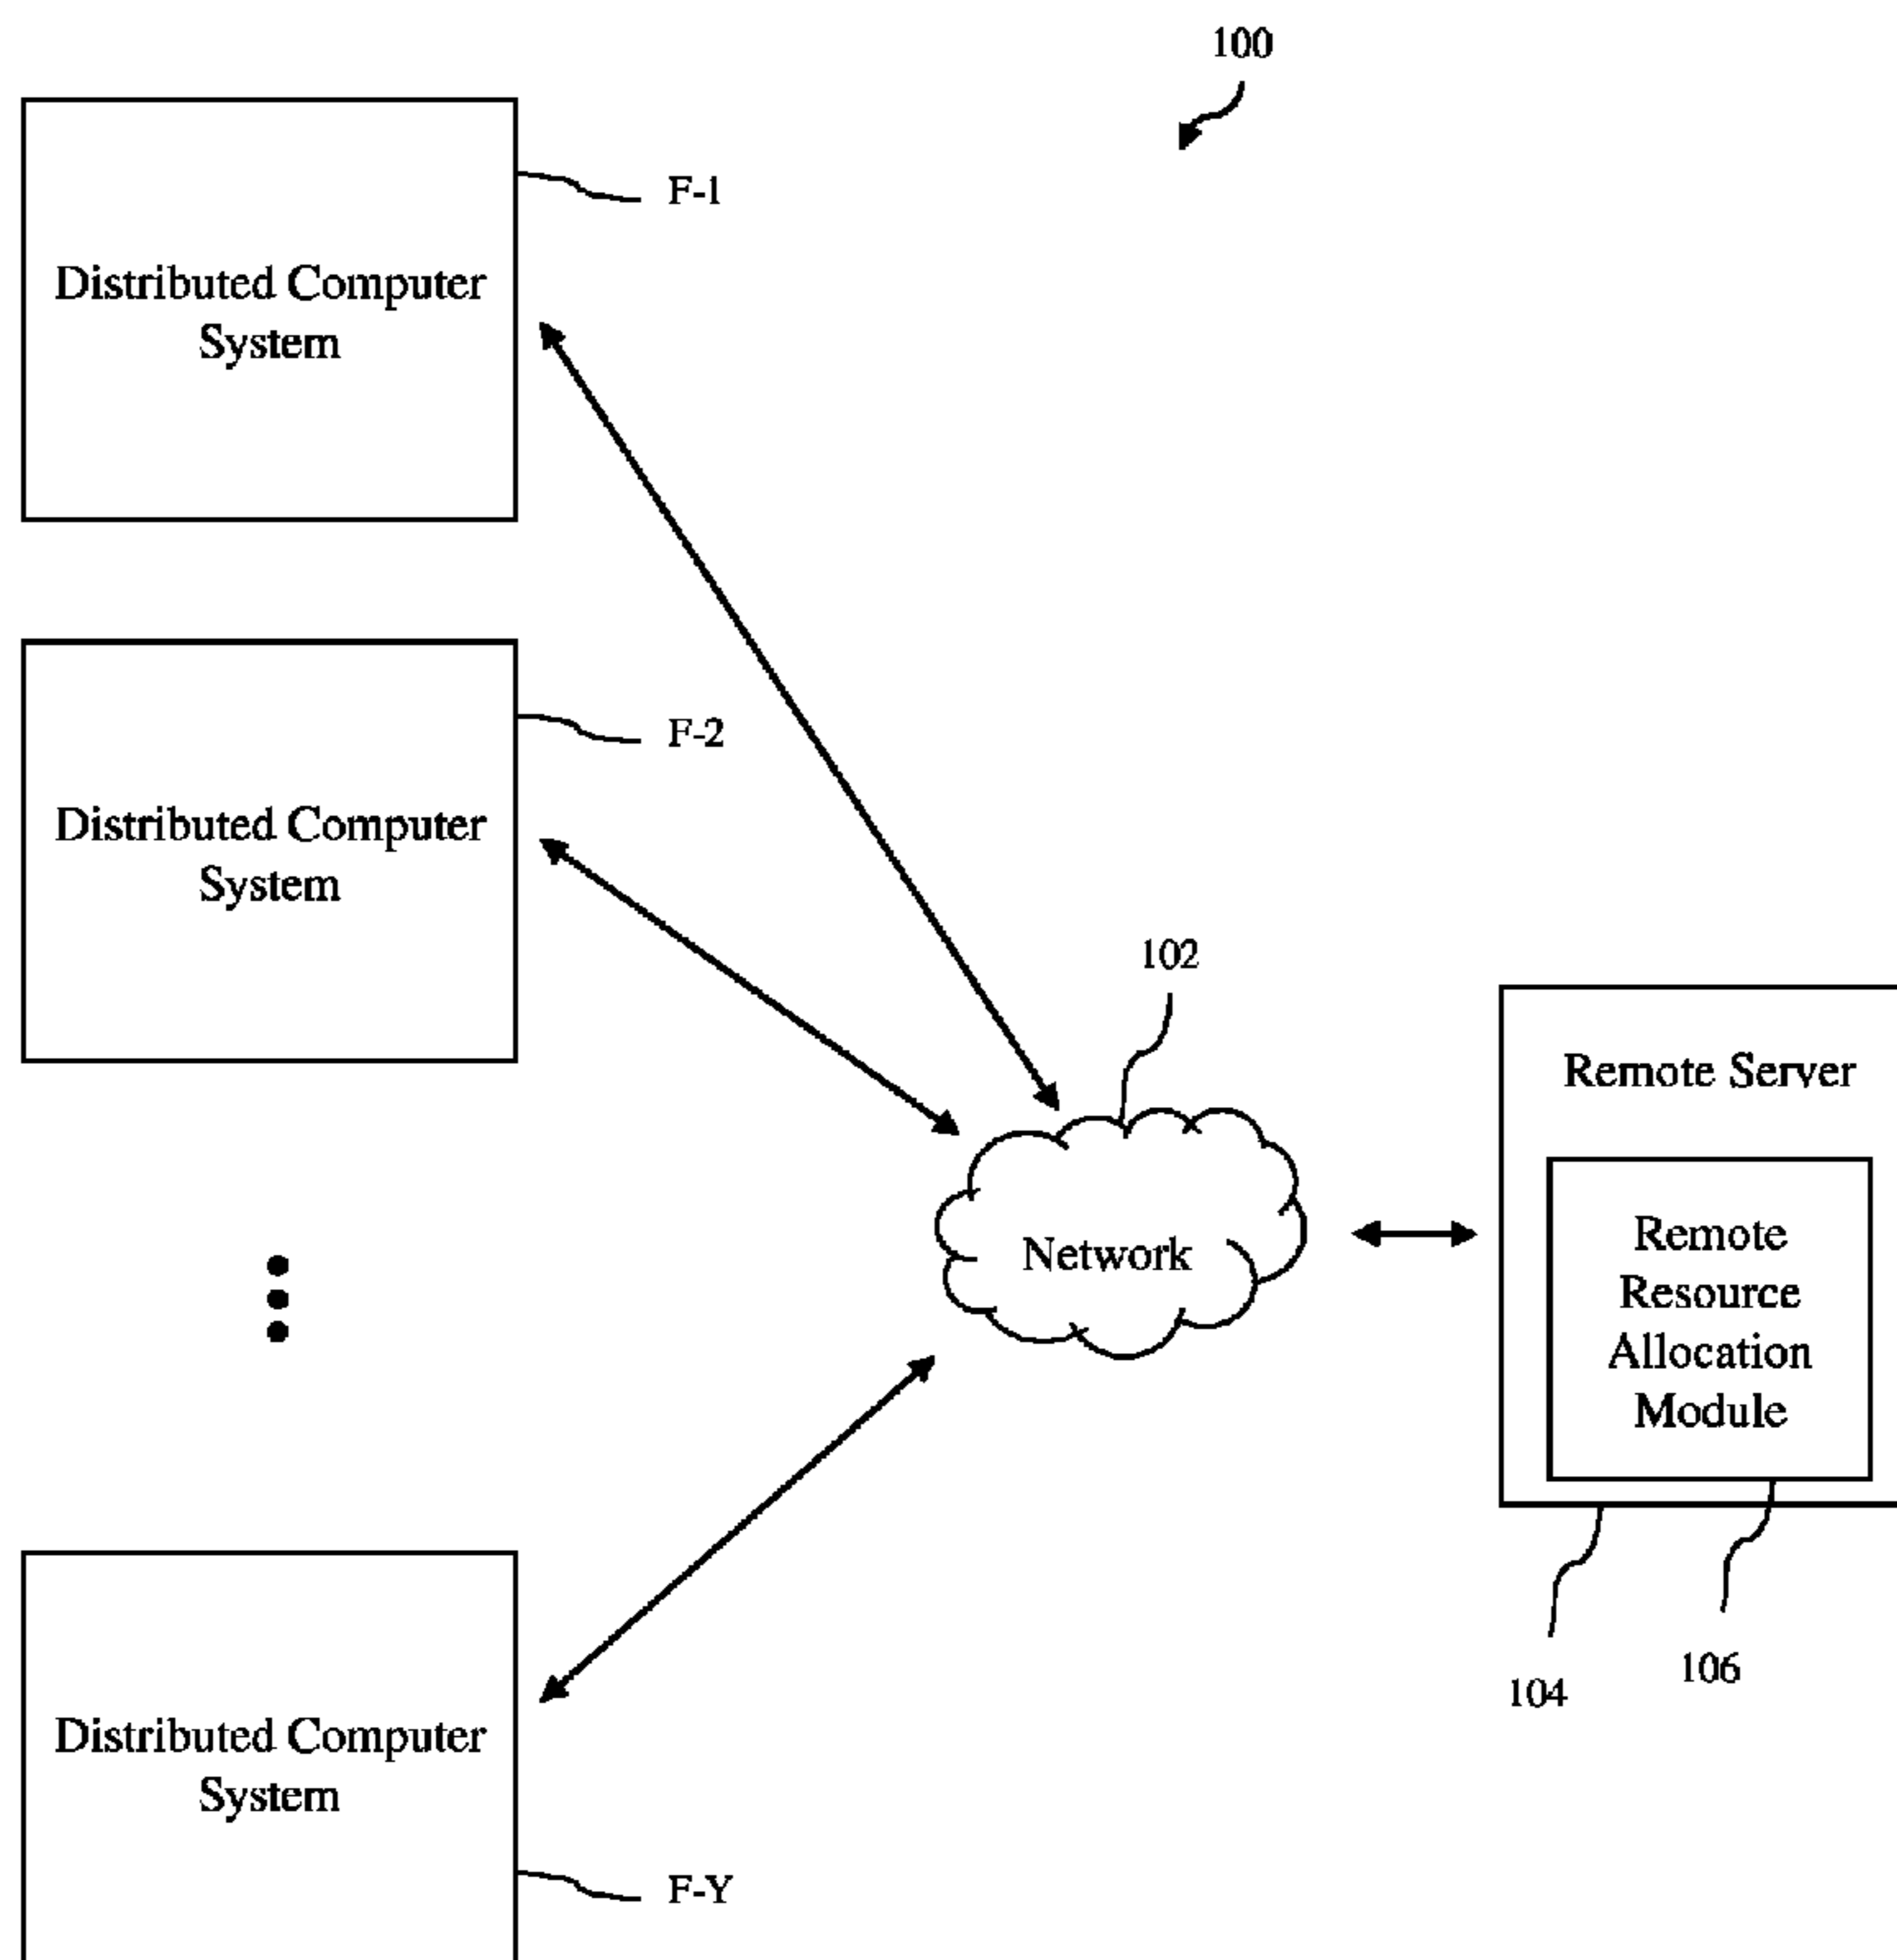 100
Distributed Computer
System
F-1
Distributed Computer
System
F-2
102
Network
Remote Server
Remote
Resource
Allocation
Module
104
106
Distributed Computer
System
F-Y